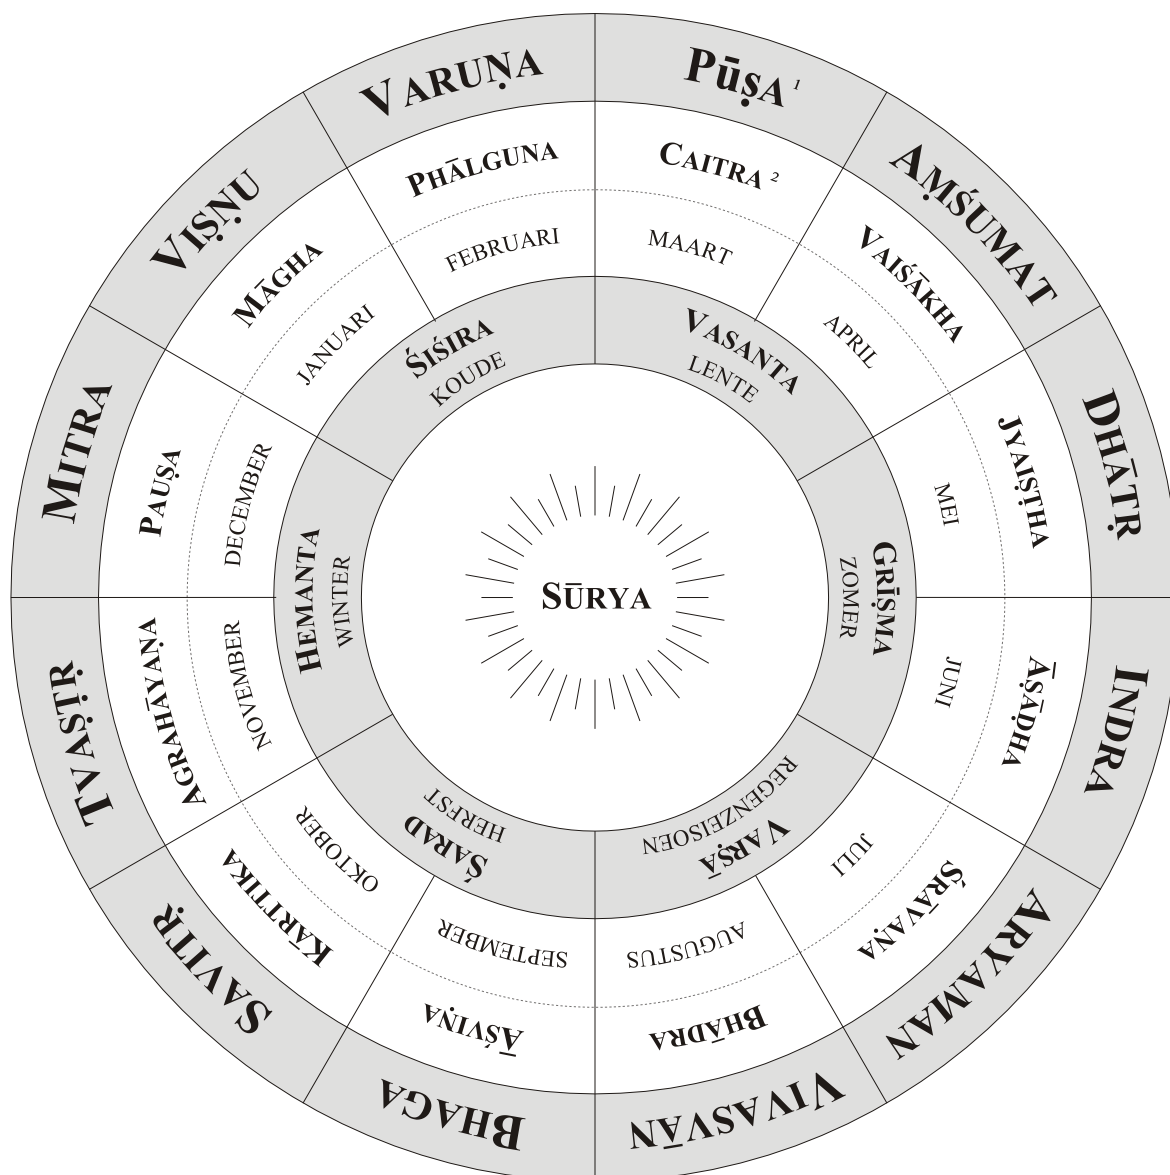 PŪṢA ¹
AṂŚUMAT
DHĀTṚ
INDRA
ARYAMAN
VIVASVĀN
BHAGA
SAVITṚ
TVAṢṬṚ
MITRA
VIṢṆU
VARUṆA
CAITRA ²
VAIŚĀKHA
JYAIṢṬHA
ĀṢĀḌHA
ŚRĀVAṆA
BHĀDRA
ĀŚVIṆA
KĀRTTIKA
AGRAHĀYAṆA
PAUṢA
MĀGHA
PHĀLGUNA
MAART
APRIL
MEI
JUNI
JULI
AUGUSTUS
SEPTEMBER
OKTOBER
NOVEMBER
DECEMBER
JANUARI
FEBRUARI
VASANTA
LENTE
GRĪṢMA
ZOMER
VARṢĀ
REGENZEISOEN
ŚARAD
HERFST
HEMANTA
WINTER
ŚIŚIRA
KOUDE
SŪRYA